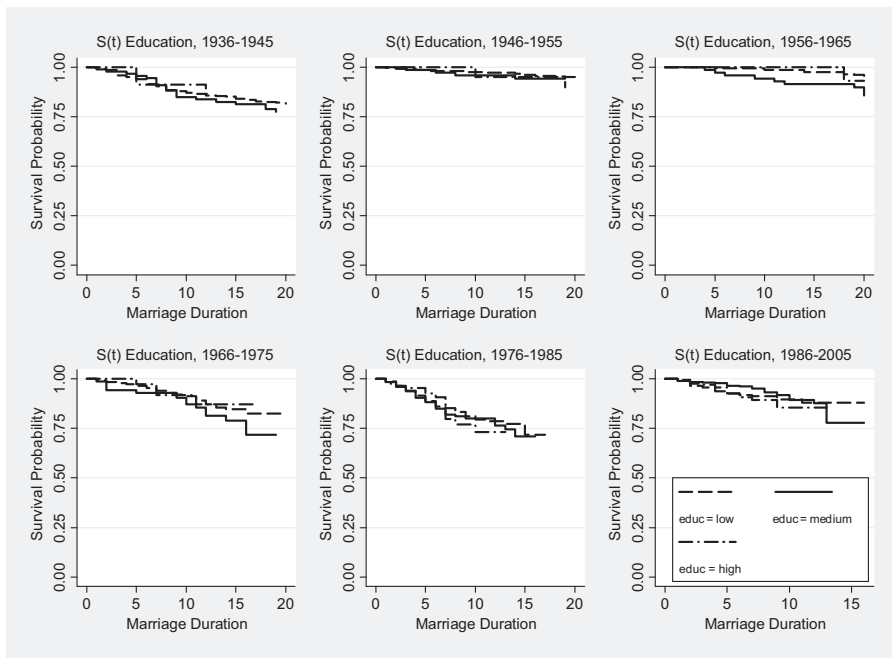 S(t) Education, 1936-1945
Survival Probability
1.00
0.75
0.50
0.25
0.00
0 5 10 15 20
Marriage Duration
S(t) Education, 1946-1955
Survival Probability
1.00
0.75
0.50
0.25
0.00
0 5 10 15 20
Marriage Duration
S(t) Education, 1956-1965
Survival Probability
1.00
0.75
0.50
0.25
0.00
0 5 10 15 20
Marriage Duration
S(t) Education, 1966-1975
Survival Probability
1.00
0.75
0.50
0.25
0.00
0 5 10 15 20
Marriage Duration
S(t) Education, 1976-1985
Survival Probability
1.00
0.75
0.50
0.25
0.00
0 5 10 15 20
Marriage Duration
S(t) Education, 1986-2005
Survival Probability
1.00
0.75
0.50
0.25
0.00
educ = low educ = medium
educ = high
0 5 10 15
Marriage Duration